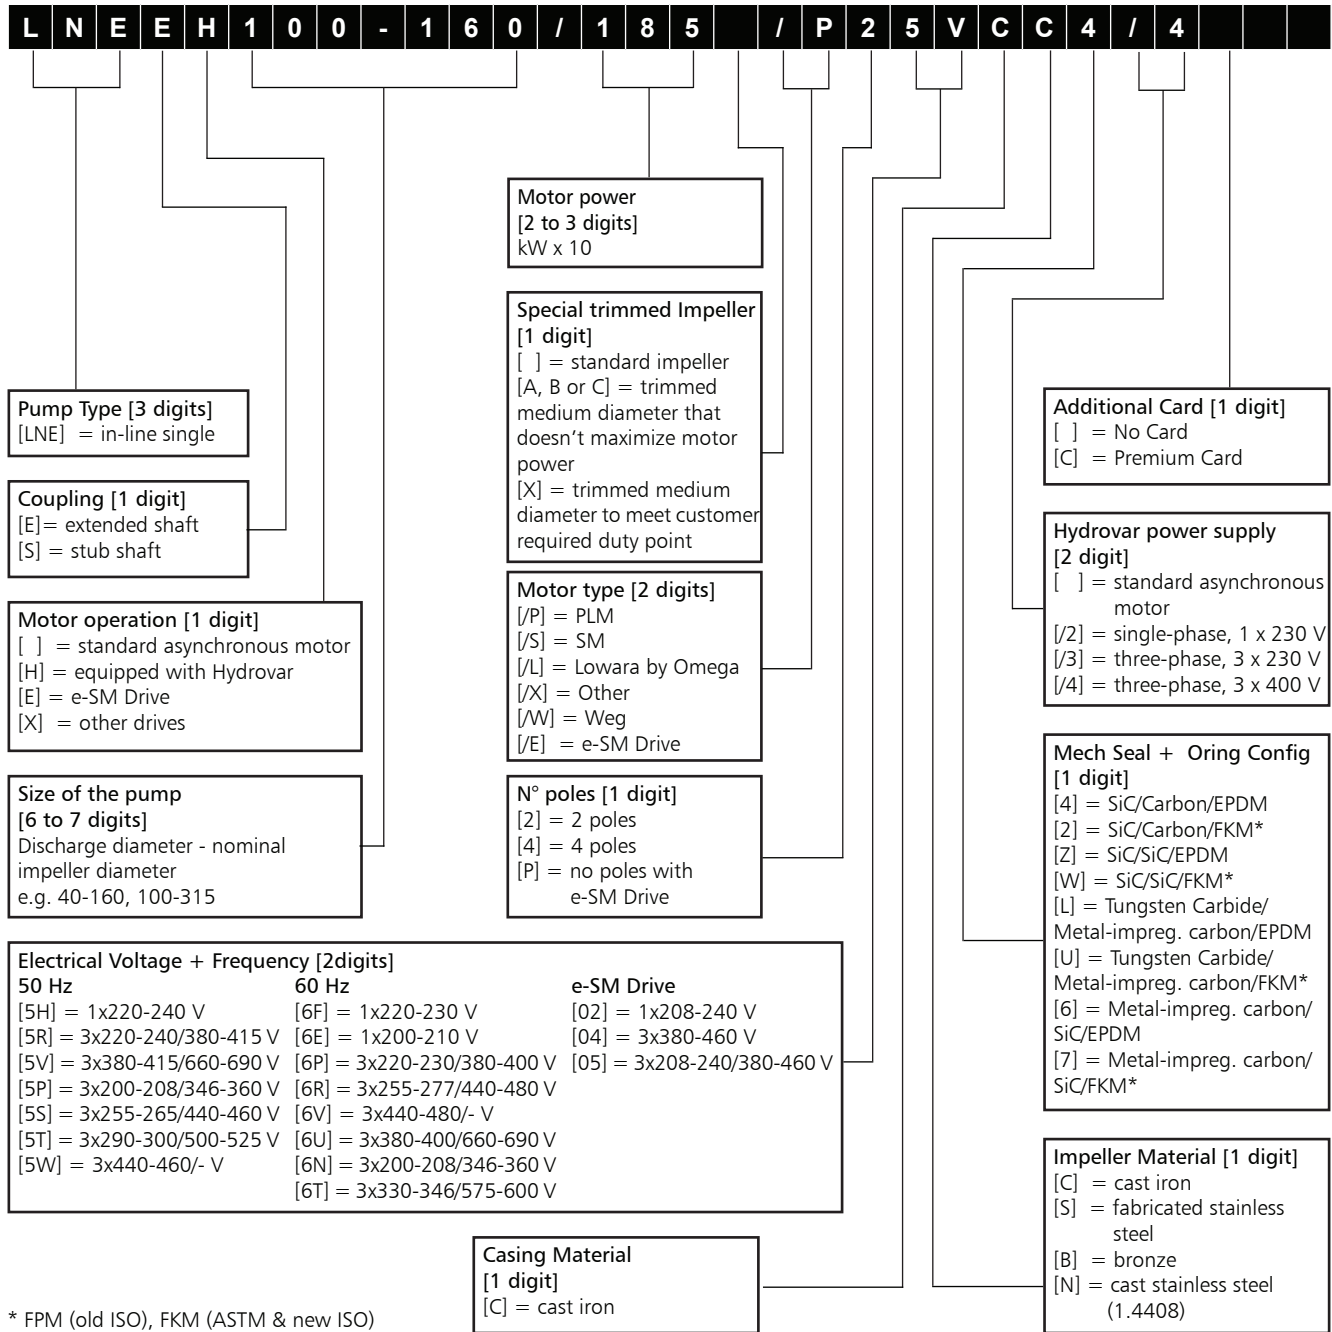 LNEEH100-160/185 /P25VCC4/4
Motor power
[2 to 3 digits]
kW x 10
Special trimmed Impeller
[1 digit]
[ ] = standard impeller
[A, B or C] = trimmed
medium diameter that
doesn't maximize motor
power
[X] = trimmed medium
diameter to meet customer
required duty point
Pump Type [3 digits]
[LNE] = in-line single
Coupling [1 digit]
[E]= extended shaft
[S] = stub shaft
Motor operation [1 digit]
[ ] = standard asynchronous motor
[H] = equipped with Hydrovar
[E] = e-SM Drive
[X] = other drives
Size of the pump
[6 to 7 digits]
Discharge diameter - nominal
impeller diameter
e.g. 40-160, 100-315
Motor type [2 digits]
[/P] = PLM
[/S] = SM
[/L] = Lowara by Omega
[/X] = Other
[/W] = Weg
[/E] = e-SM Drive
N° poles [1 digit]
[2] = 2 poles
[4] = 4 poles
[P] = no poles with
e-SM Drive
Additional Card [1 digit]
[ ] = No Card
[C] = Premium Card
Hydrovar power supply
[2 digit]
[ ] = standard asynchronous
motor
[/2] = single-phase, 1 x 230 V
[/3] = three-phase, 3 x 230 V
[/4] = three-phase, 3 x 400 V
Mech Seal + Oring Config
[1 digit]
[4] = SiC/Carbon/EPDM
[2] = SiC/Carbon/FKM*
[Z] = SiC/SiC/EPDM
[W] = SiC/SiC/FKM*
[L] = Tungsten Carbide/
Metal-impreg. carbon/EPDM
[U] = Tungsten Carbide/
Metal-impreg. carbon/FKM*
[6] = Metal-impreg. carbon/
SiC/EPDM
[7] = Metal-impreg. carbon/
SiC/FKM*
Electrical Voltage + Frequency [2digits]
50 Hz
[5H] = 1x220-240 V
[5R] = 3x220-240/380-415 V
[5V] = 3x380-415/660-690 V
[5P] = 3x200-208/346-360 V
[5S] = 3x255-265/440-460 V
[5T] = 3x290-300/500-525 V
[5W] = 3x440-460/- V
60 Hz
[6F] = 1x220-230 V
[6E] = 1x200-210 V
[6P] = 3x220-230/380-400 V
[6R] = 3x255-277/440-480 V
[6V] = 3x440-480/- V
[6U] = 3x380-400/660-690 V
[6N] = 3x200-208/346-360 V
[6T] = 3x330-346/575-600 V
e-SM Drive
[02] = 1x208-240 V
[04] = 3x380-460 V
[05] = 3x208-240/380-460 V
Impeller Material [1 digit]
[C] = cast iron
[S] = fabricated stainless
steel
[B] = bronze
[N] = cast stainless steel
(1.4408)
Casing Material
[1 digit]
[C] = cast iron
* FPM (old ISO), FKM (ASTM & new ISO)